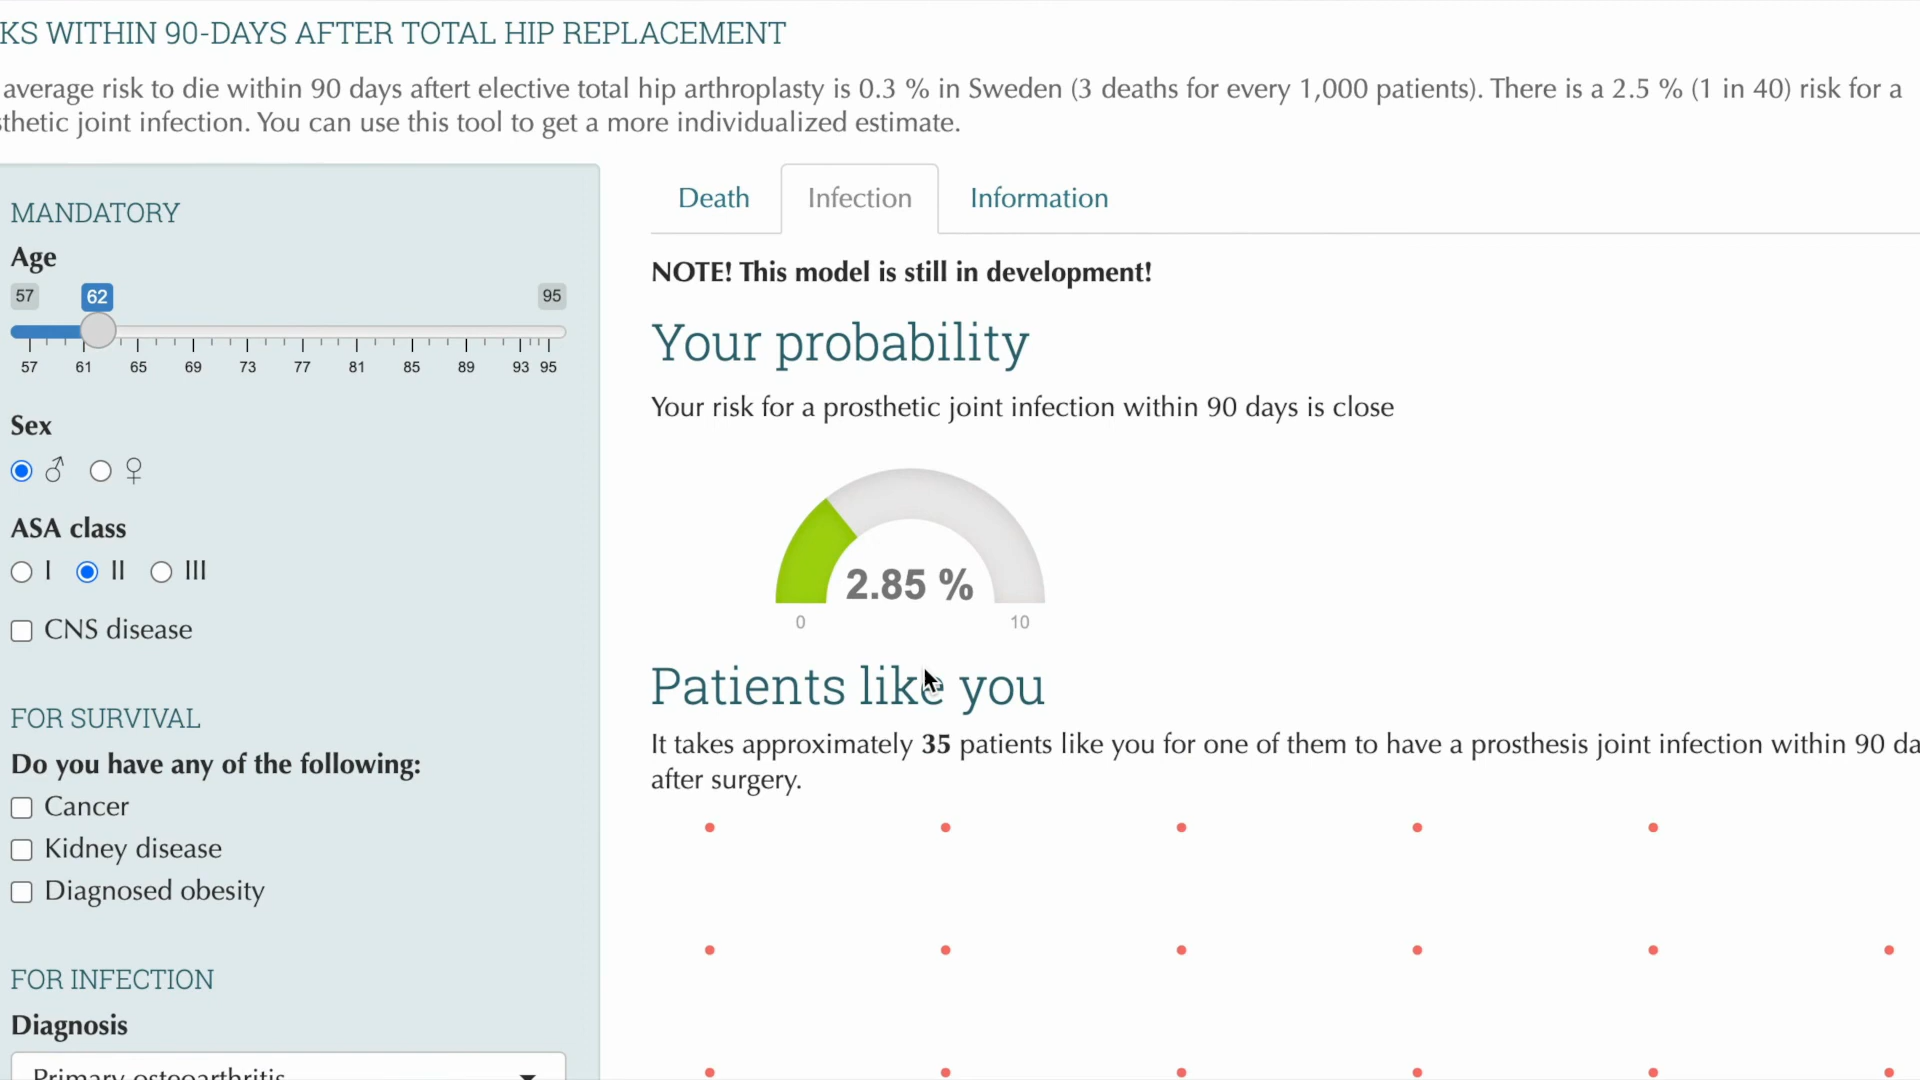 KS WITHIN 90-DAYS AFTER TOTAL HIP REPLACEMENT
average risk to die within 90 days aftert elective total hip arthroplasty is 0.3 % in Sweden (3 deaths for every 1,000 patients). There is a 2.5 % (1 in 40) risk for a
sthetic joint infection. You can use this tool to get a more individualized estimate.
MANDATORY
Age
57 62 95
57 61 65 69 73 77 81 85 89 93 95
Sex
♂ ♀
ASA class
I II III
CNS disease
FOR SURVIVAL
Do you have any of the following:
Cancer
Kidney disease
Diagnosed obesity
FOR INFECTION
Diagnosis
Primary osteoarthritis
Death Infection Information
NOTE! This model is still in development!
Your probability
Your risk for a prosthetic joint infection within 90 days is close
2.85 %
0 10
Patients like you
It takes approximately 35 patients like you for one of them to have a prosthesis joint infection within 90 da
after surgery.